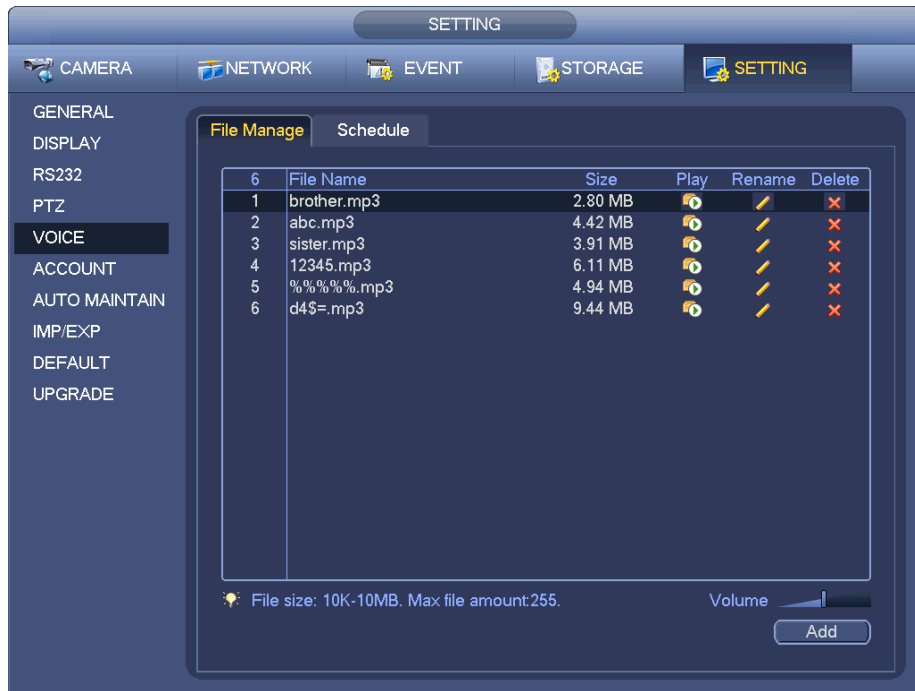 SETTING
CAMERA NETWORK EVENT STORAGE SETTING
GENERAL
DISPLAY
RS232
PTZ
VOICE
ACCOUNT
AUTO MAINTAIN
IMP/EXP
DEFAULT
UPGRADE
File Manage Schedule
6 File Name Size Play Rename Delete
1 brother.mp3 2.80 MB
2 abc.mp3 4.42 MB
3 sister.mp3 3.91 MB
4 12345.mp3 6.11 MB
5 %%%%%.mp3 4.94 MB
6 d4$=.mp3 9.44 MB
File size: 10K-10MB. Max file amount:255. Volume
Add